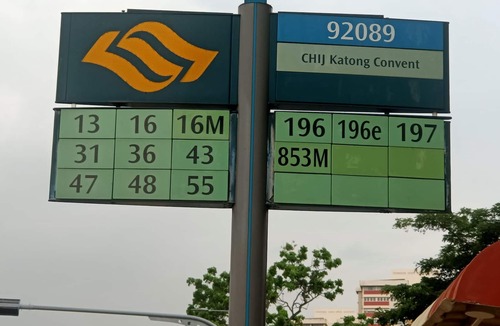 92089
CHIJ Katong Convent
13 16 16M
31 36 43
47 48 55
196 196e 197
853M